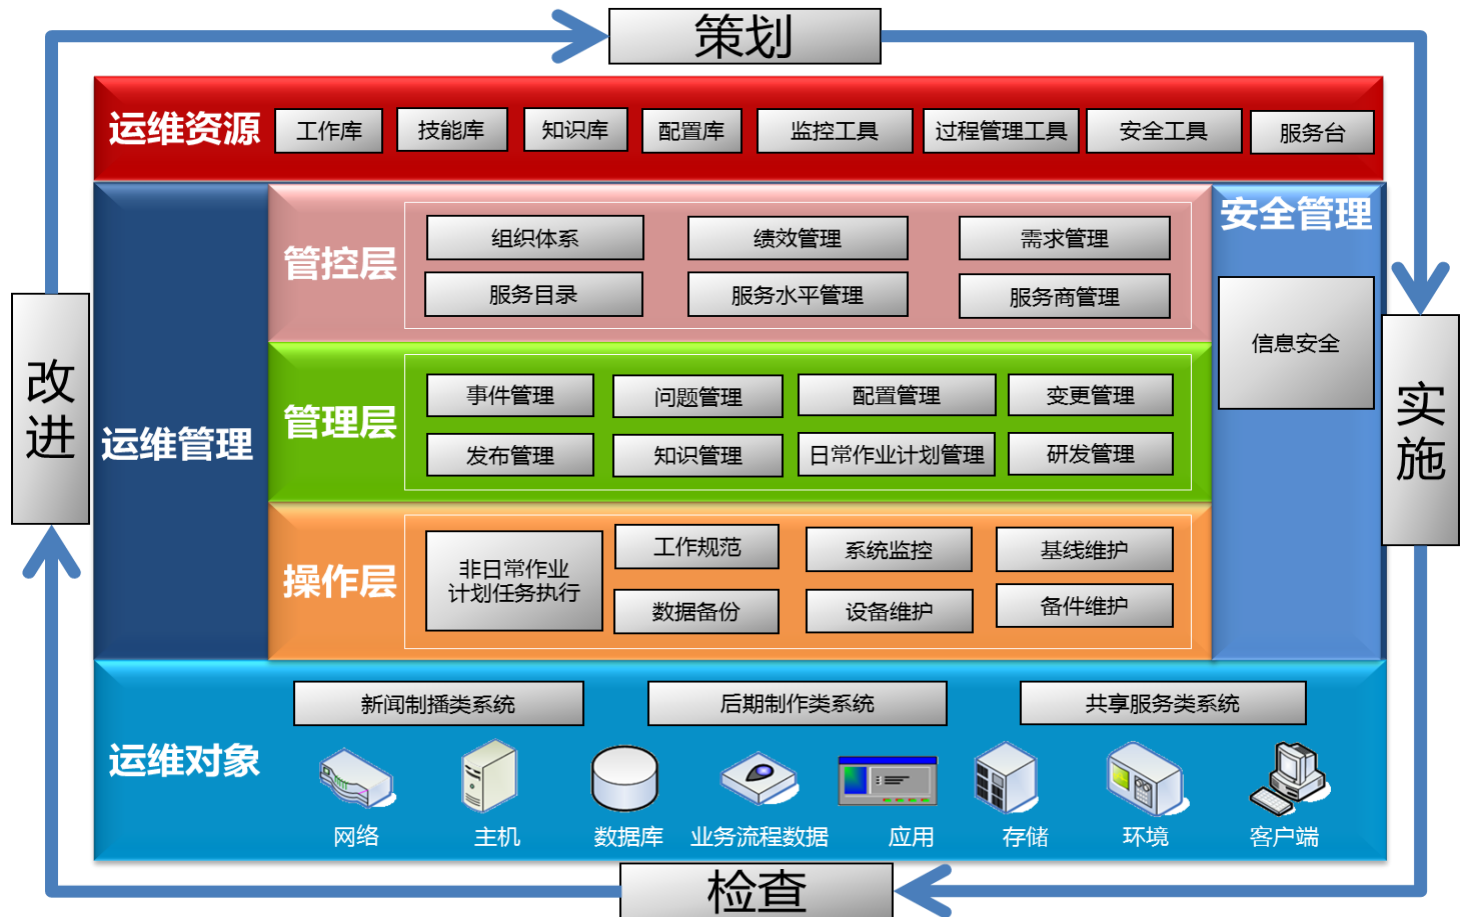 策划
运维资源
工作库
技能库
知识库
配置库
监控工具
过程管理工具
安全工具
服务台
运维管理
管控层
组织体系
绩效管理
需求管理
服务目录
服务水平管理
服务商管理
管理层
事件管理
问题管理
配置管理
变更管理
发布管理
知识管理
日常作业计划管理
研发管理
操作层
非日常作业
计划任务执行
工作规范
系统监控
基线维护
数据备份
设备维护
备件维护
安全管理
信息安全
运维对象
新闻制播类系统
后期制作类系统
共享服务类系统
网络
主机
数据库
业务流程数据
应用
存储
环境
客户端
改
进
实
施
检查